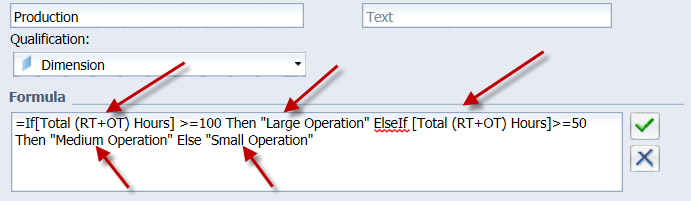 Production
Text
Qualification:
Dimension
Formula
=If[Total (RT+OT) Hours] >=100 Then "Large Operation" ElseIf [Total (RT+OT) Hours]>=50
Then "Medium Operation" Else "Small Operation"